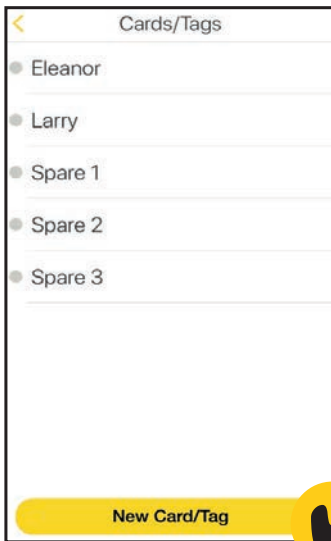 Cards/Tags
Eleanor
Larry
Spare 1
Spare 2
Spare 3
New Card/Tag